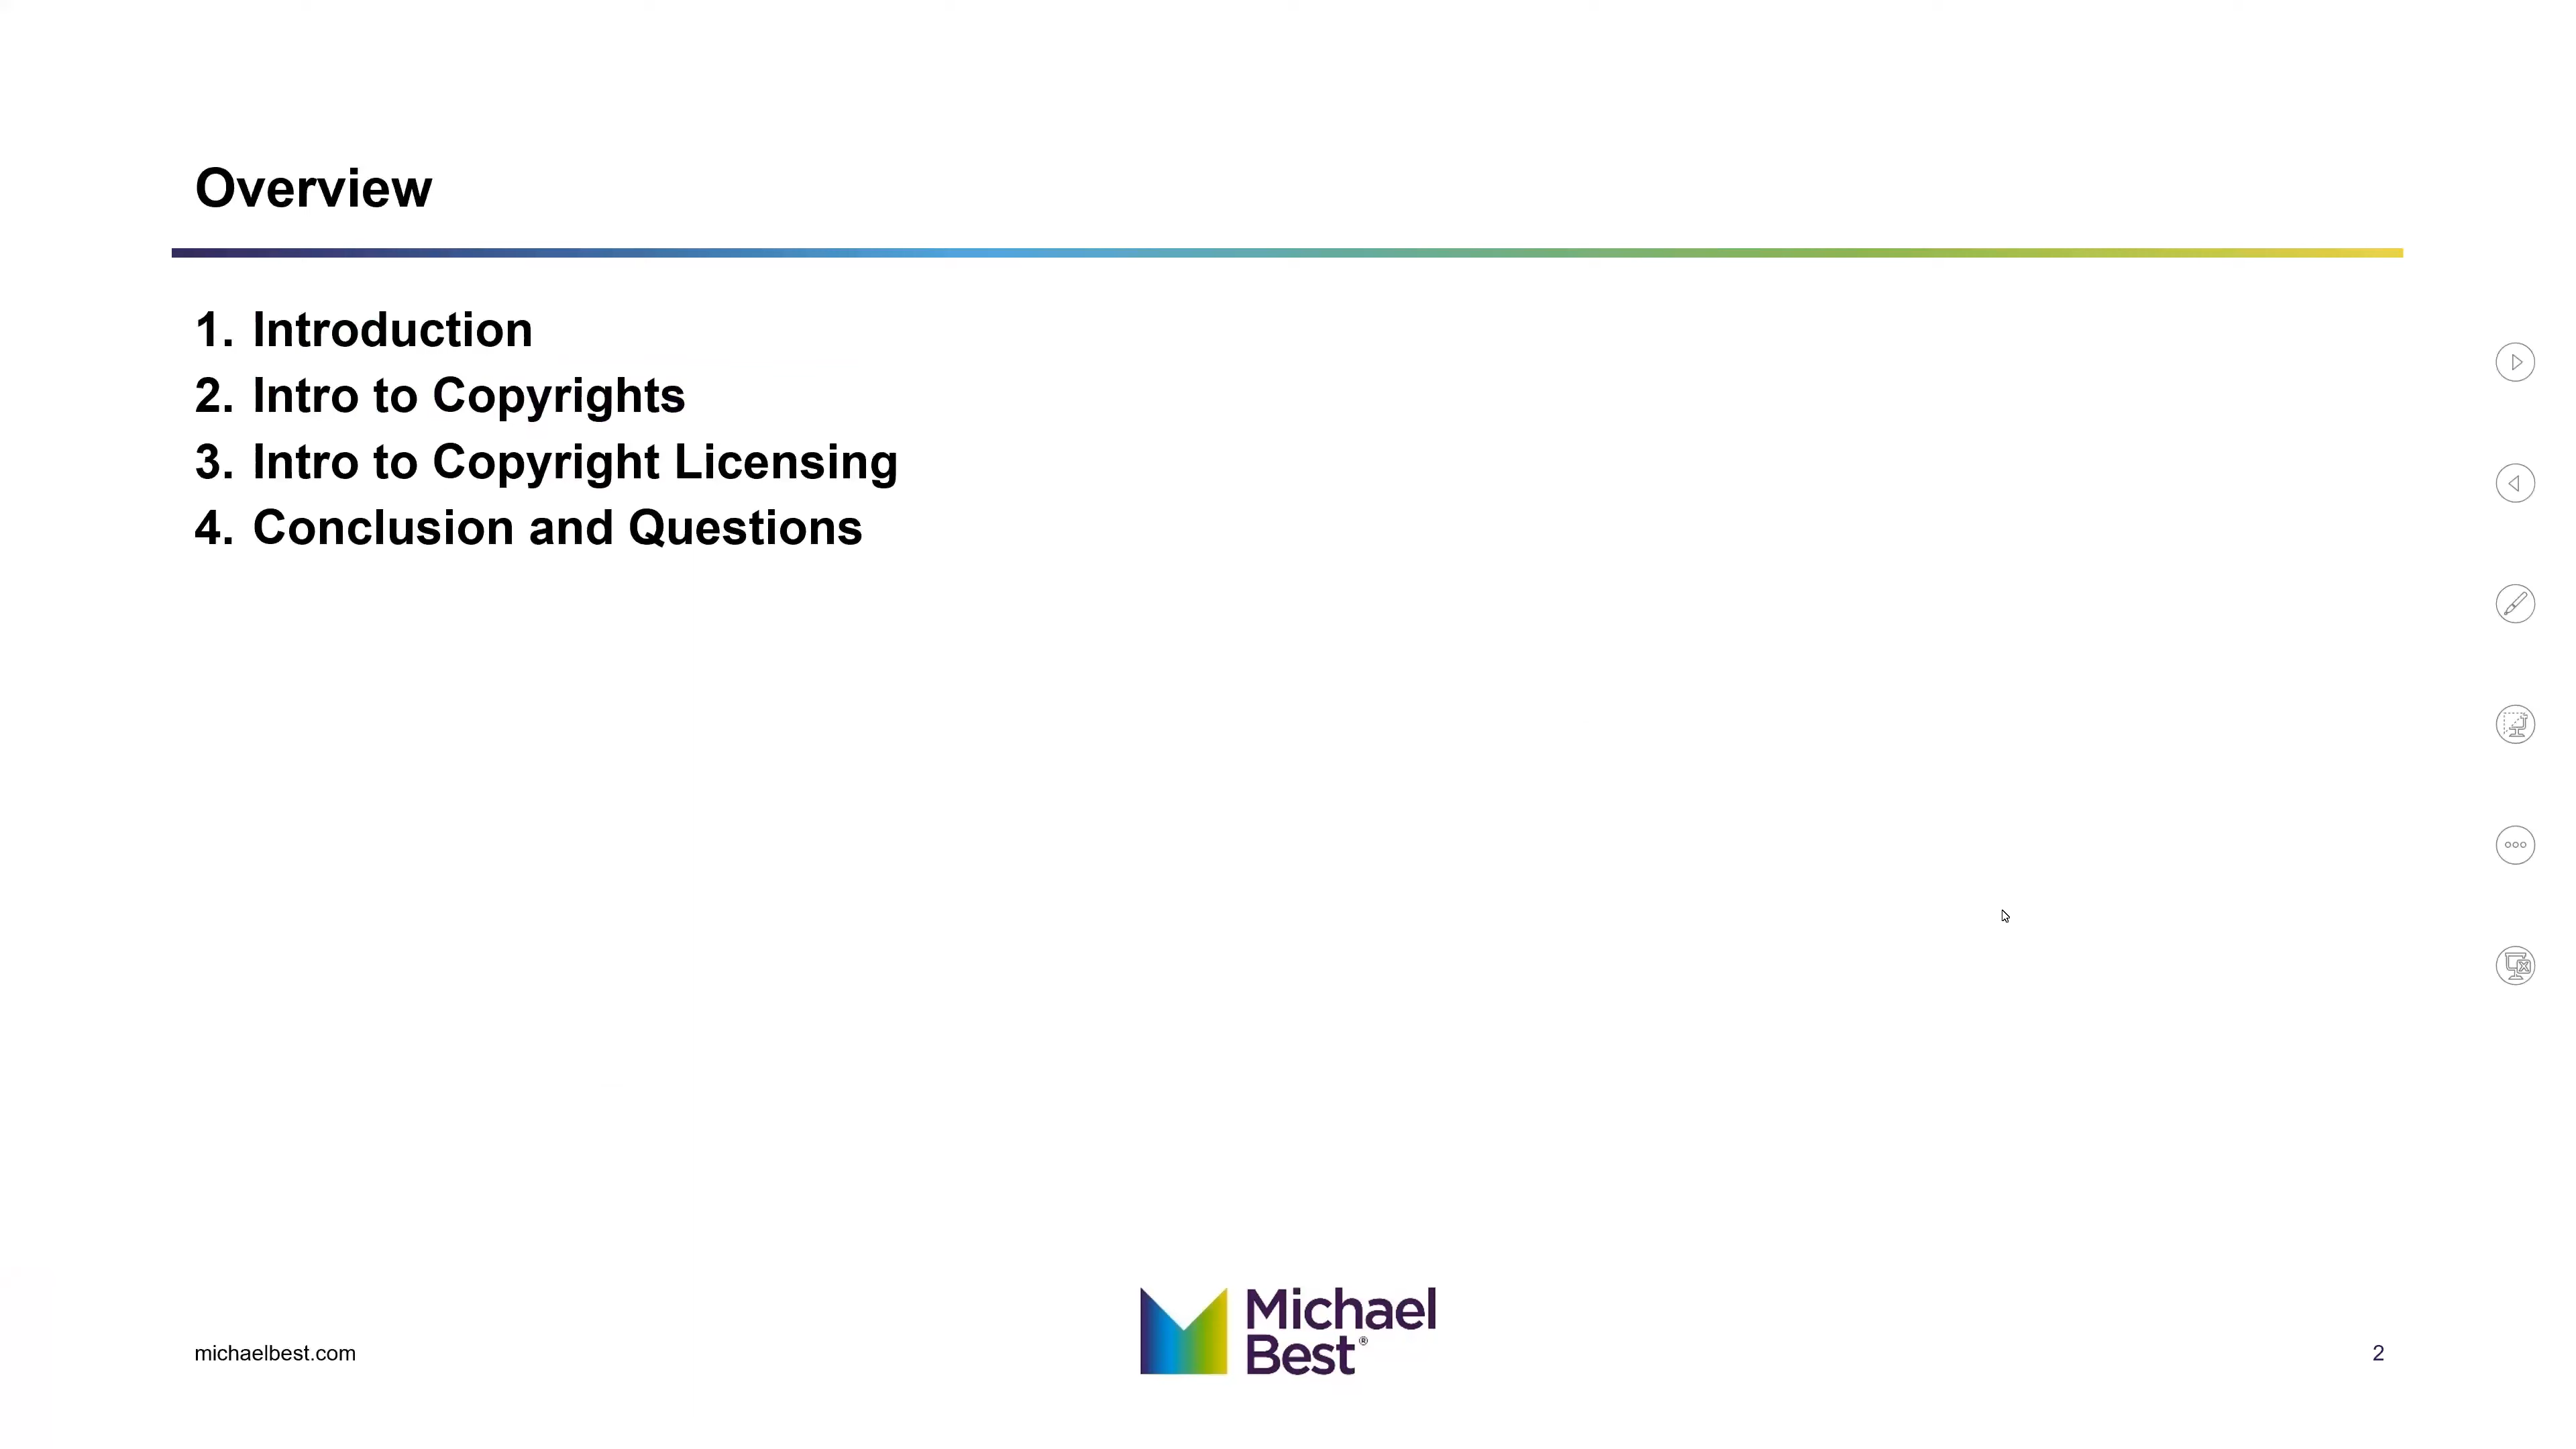 Overview
1. Introduction
2. Intro to Copyrights
3. Intro to Copyright Licensing
4. Conclusion and Questions
michaelbest.com
Michael
Best®
2